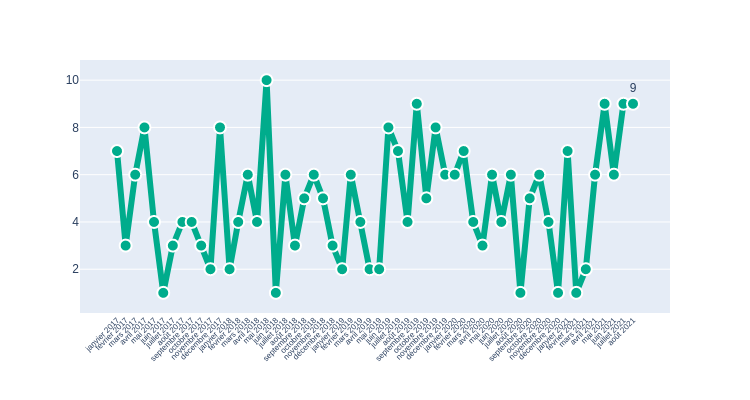 10
8
6
4
2
9
janvier 2017
février 2017
mars 2017
avril 2017
mai 2017
juin 2017
juillet 2017
août 2017
septembre 2017
octobre 2017
novembre 2017
décembre 2017
janvier 2018
février 2018
mars 2018
avril 2018
mai 2018
juin 2018
juillet 2018
août 2018
septembre 2018
octobre 2018
novembre 2018
décembre 2018
janvier 2019
février 2019
mars 2019
avril 2019
mai 2019
juin 2019
juillet 2019
août 2019
septembre 2019
octobre 2019
novembre 2019
décembre 2019
janvier 2020
février 2020
mars 2020
avril 2020
mai 2020
juin 2020
juillet 2020
août 2020
septembre 2020
octobre 2020
novembre 2020
décembre 2020
janvier 2021
février 2021
mars 2021
avril 2021
mai 2021
juin 2021
juillet 2021
août 2021